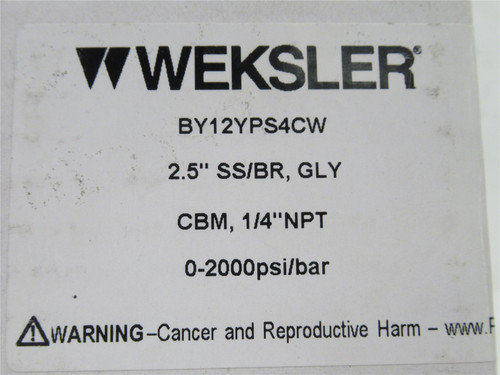 WEKSLER®
BY12YPS4CW
2.5" SS/BR, GLY
CBM, 1/4"NPT
0-2000psi/bar
WARNING–Cancer and Reproductive Harm – www.